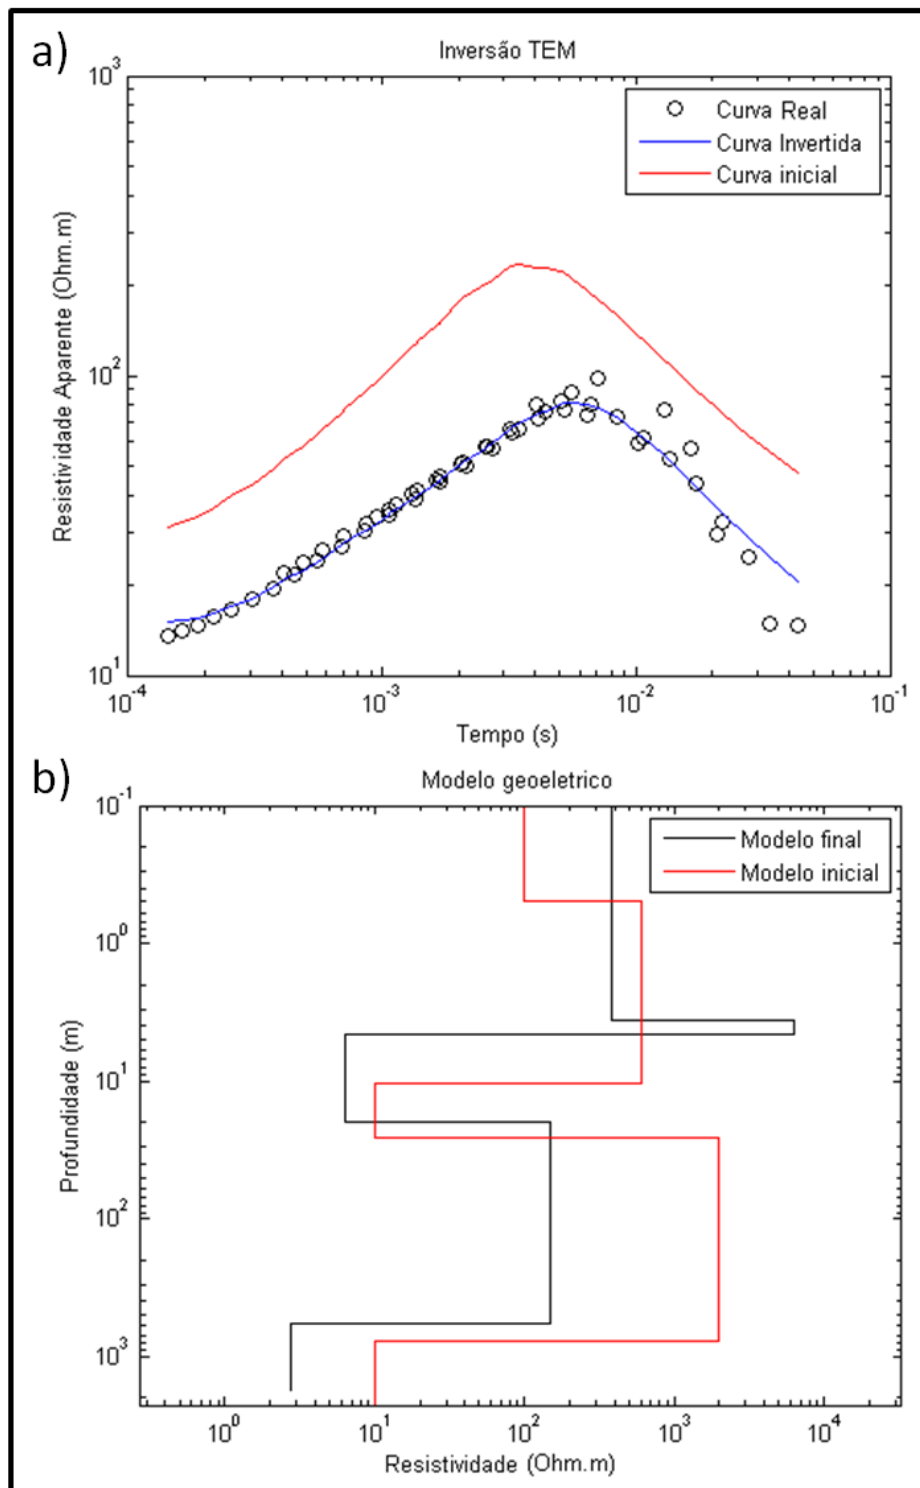 a)
Inversão TEM
10^3
10^2
10^1
Resistividade Aparente (Ohm.m)
Curva Real
Curva Invertida
Curva inicial
10^-4
10^-3
10^-2
10^-1
Tempo (s)
b)
Modelo geoeletrico
10^-1
10^0
10^1
10^2
10^3
Profundidade (m)
Modelo final
Modelo inicial
10^0
10^1
10^2
10^3
10^4
Resistividade (Ohm.m)